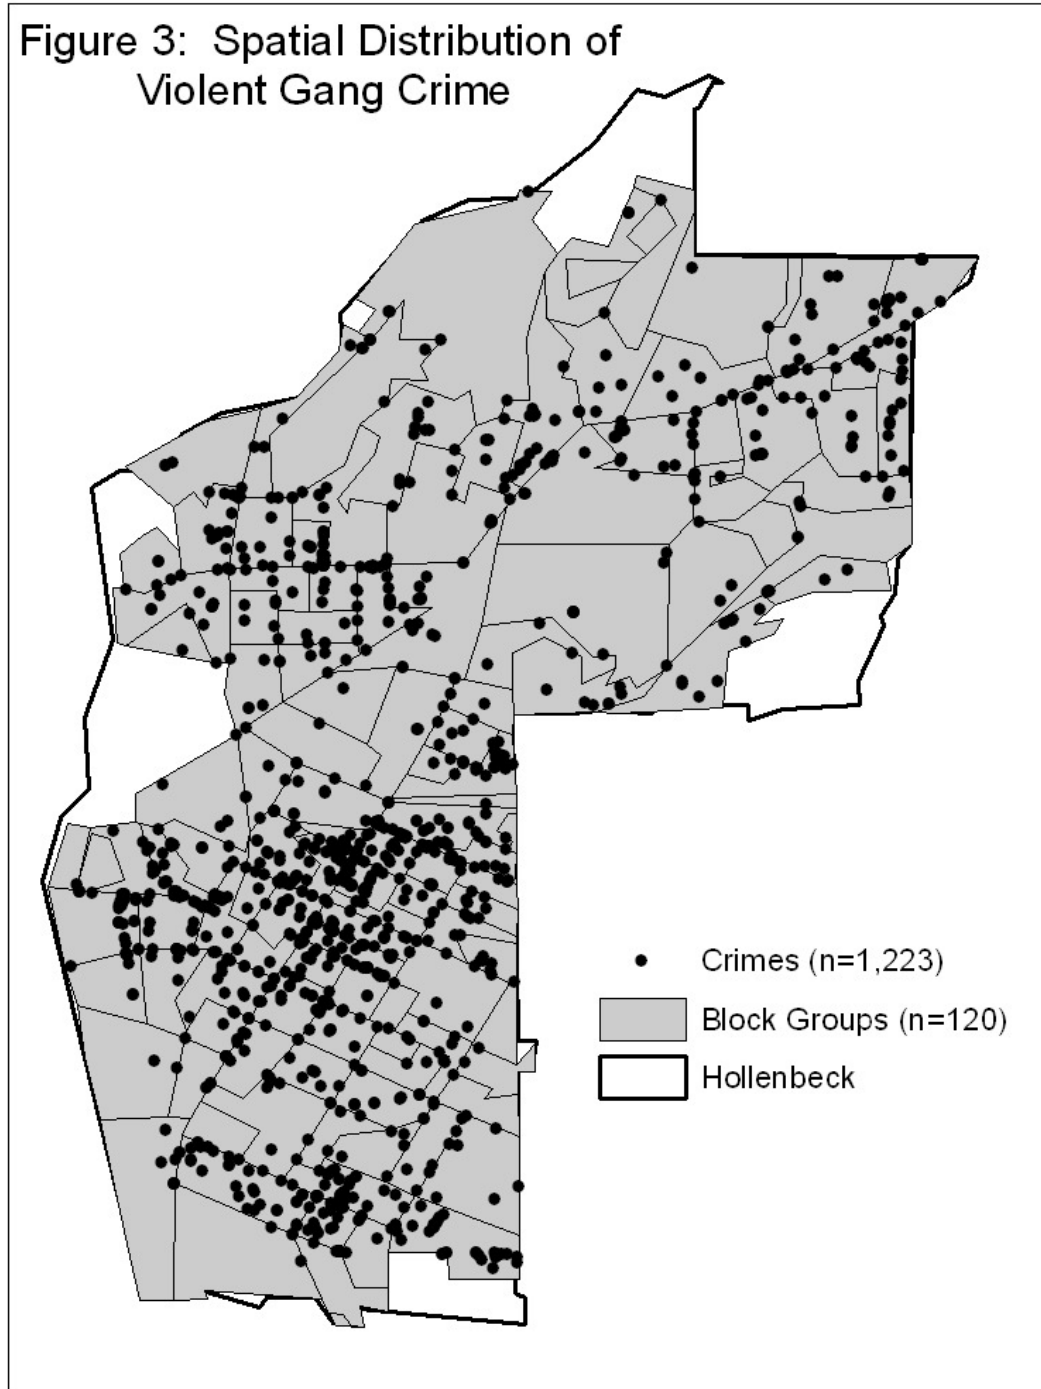 Figure 3: Spatial Distribution of
Violent Gang Crime
Crimes (n=1,223)
Block Groups (n=120)
Hollenbeck